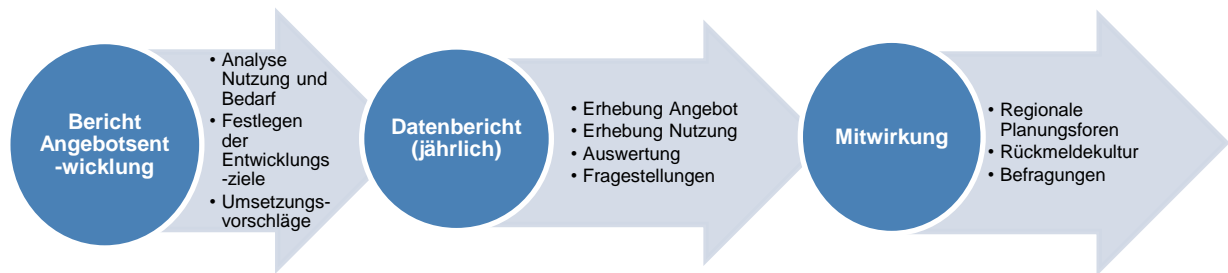 Bericht
Angebotsent
-wicklung
• Analyse
Nutzung und
Bedarf
• Festlegen
der
Entwicklungs
-ziele
• Umsetzungs-
vorschläge
Datenbericht
(jährlich)
• Erhebung Angebot
• Erhebung Nutzung
• Auswertung
• Fragestellungen
Mitwirkung
• Regionale
Planungsforen
• Rückmeldekultur
• Befragungen